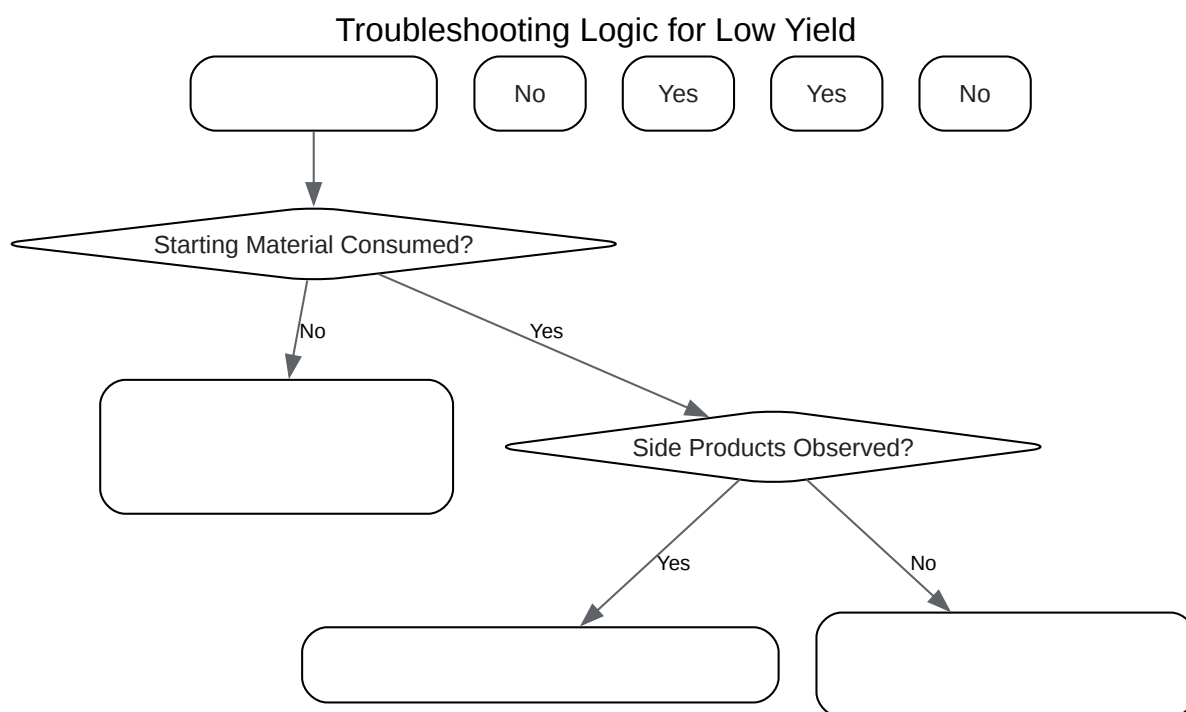 Troubleshooting Logic for Low Yield
No
Yes
Yes
No
Starting Material Consumed?
No
Yes
Side Products Observed?
Yes
No